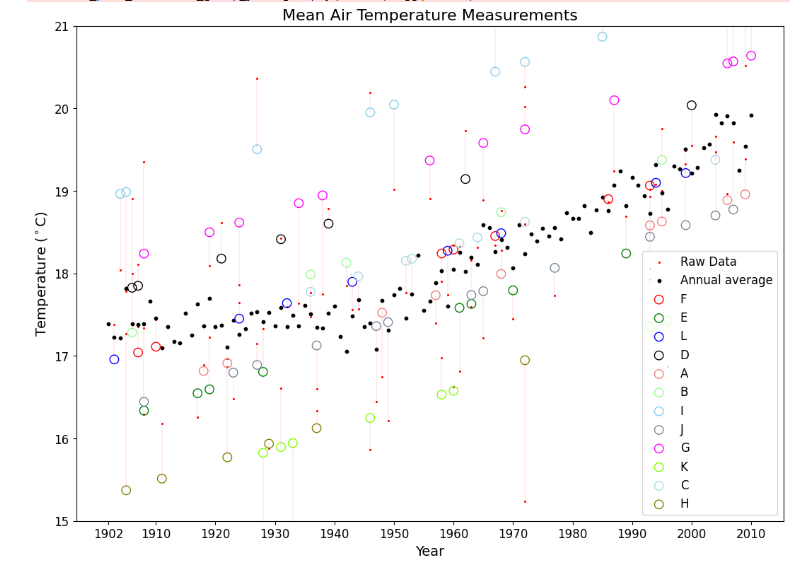 Mean Air Temperature Measurements
21
20
19
18
17
16
15
Temperature (°C)
1902 1910 1920 1930 1940 1950 1960 1970 1980 1990 2000 2010
Year
Raw Data
Annual average
F
E
L
D
A
B
I
J
G
K
C
H